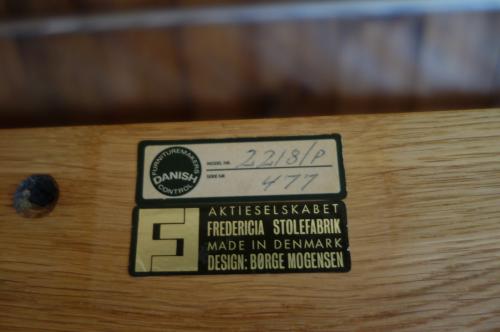 FURNITUREMAKERS
DANISH
CONTROL
MODEL NR. 2218/P
SERIE NR. 477
AKTIESELSKABET
FREDERICIA STOLEFABRIK
MADE IN DENMARK
DESIGN: BØRGE MOGENSEN